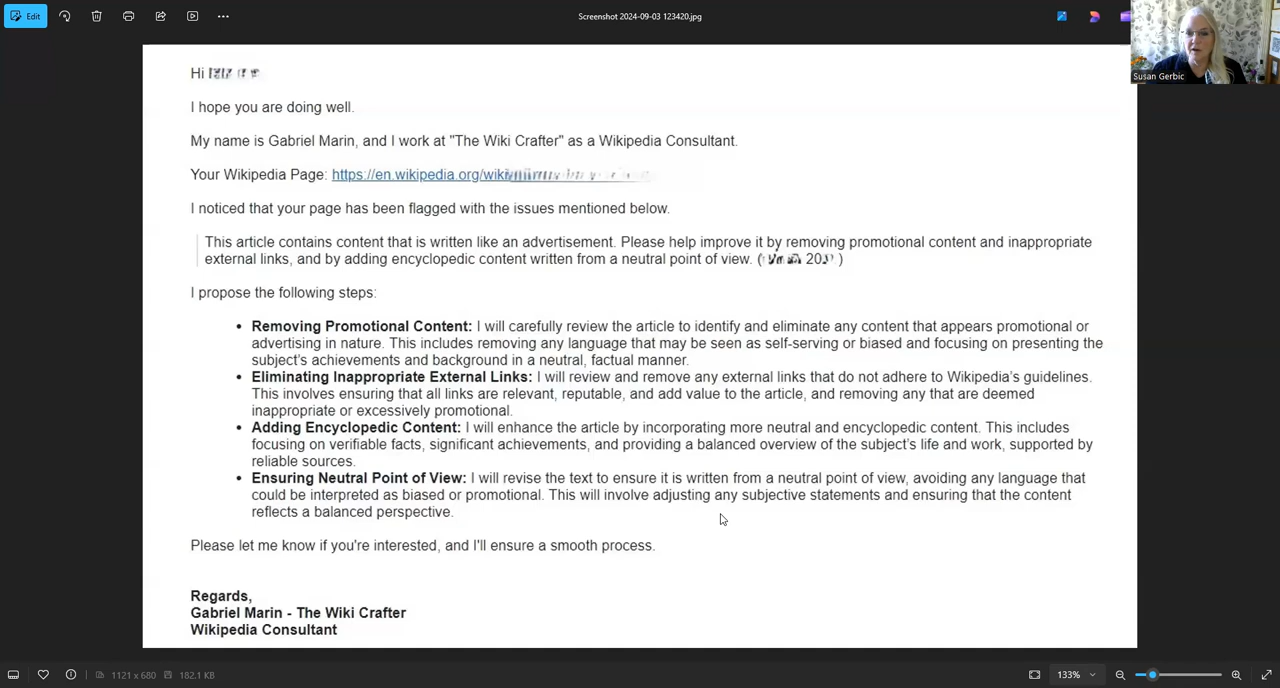 Edit
Screenshot 2024-09-03 123420.jpg
Susan Gerbic
Hi
I hope you are doing well.
My name is Gabriel Marin, and I work at "The Wiki Crafter" as a Wikipedia Consultant.
Your Wikipedia Page: https://en.wikipedia.org/wiki/
I noticed that your page has been flagged with the issues mentioned below.
This article contains content that is written like an advertisement. Please help improve it by removing promotional content and inappropriate
external links, and by adding encyclopedic content written from a neutral point of view. ( 20 )
I propose the following steps:
• Removing Promotional Content: I will carefully review the article to identify and eliminate any content that appears promotional or
advertising in nature. This includes removing any language that may be seen as self-serving or biased and focusing on presenting the
subject's achievements and background in a neutral, factual manner.
• Eliminating Inappropriate External Links: I will review and remove any external links that do not adhere to Wikipedia's guidelines.
This involves ensuring that all links are relevant, reputable, and add value to the article, and removing any that are deemed
inappropriate or excessively promotional.
• Adding Encyclopedic Content: I will enhance the article by incorporating more neutral and encyclopedic content. This includes
focusing on verifiable facts, significant achievements, and providing a balanced overview of the subject's life and work, supported by
reliable sources.
• Ensuring Neutral Point of View: I will revise the text to ensure it is written from a neutral point of view, avoiding any language that
could be interpreted as biased or promotional. This will involve adjusting any subjective statements and ensuring that the content
reflects a balanced perspective.
Please let me know if you're interested, and I'll ensure a smooth process.
Regards,
Gabriel Marin - The Wiki Crafter
Wikipedia Consultant
1121 x 680
182.1 KB
133%